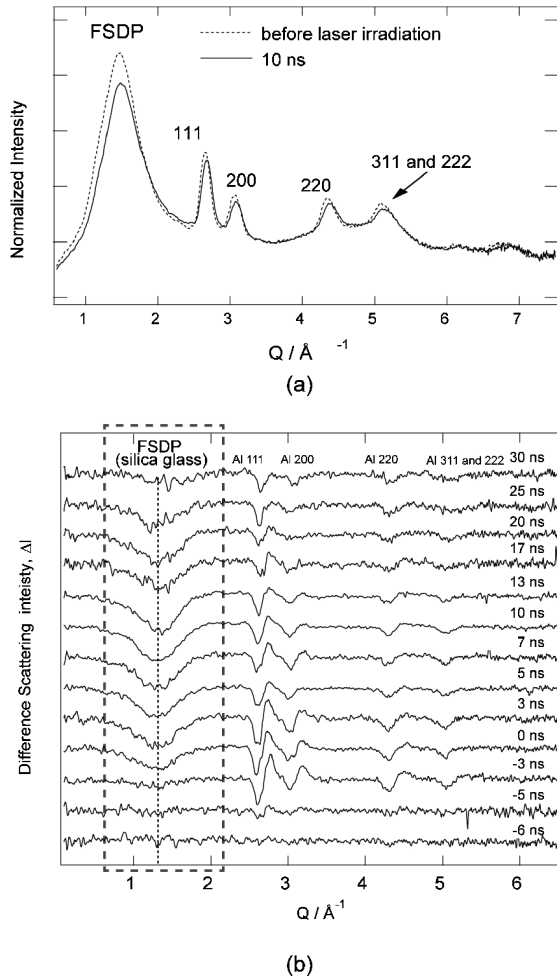 FSDP
before laser irradiation
10 ns
111
200
220
311 and 222
Normalized Intensity
1 2 3 4 5 6 7
Q / Å -1
(a)
FSDP
(silica glass)
Al 111
Al 200
Al 220
Al 311 and 222
30 ns
25 ns
20 ns
17 ns
13 ns
10 ns
7 ns
5 ns
3 ns
0 ns
-3 ns
-5 ns
-6 ns
Difference Scattering inteisty, ΔI
1 2 3 4 5 6
Q / Å-1
(b)